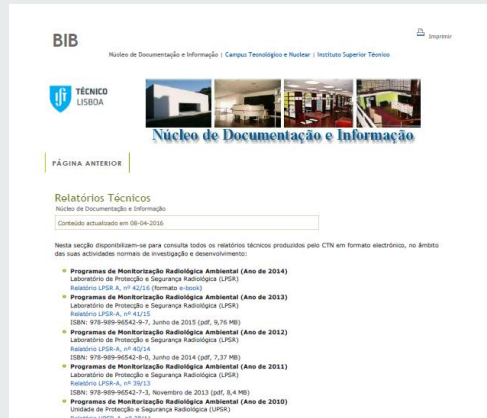 BIB
Imprimir
Núcleo de Documentação e Informação | Campus Tecnológico e Nuclear | Instituto Superior Técnico
TÉCNICO
LISBOA
Núcleo de Documentação e Informação
PÁGINA ANTERIOR
Relatórios Técnicos
Núcleo de Documentação e Informação
Conteúdo actualizado em 08-04-2016
Nesta secção disponibilizam-se para consulta todos os relatórios técnicos produzidos pelo CTN em formato electrónico, no âmbito
das suas actividades normais de investigação e desenvolvimento:
Programas de Monitorização Radiológica Ambiental (Ano de 2014)
Laboratório de Protecção e Segurança Radiológica (LPSR)
Relatório LPSR A, nº 42/16 (formato e-book)
Programas de Monitorização Radiológica Ambiental (Ano de 2013)
Laboratório de Protecção e Segurança Radiológica (LPSR)
Relatório LPSR-A, nº 41/15
ISBN: 978-989-96542-9-7, Junho de 2015 (pdf, 9,76 MB)
Programas de Monitorização Radiológica Ambiental (Ano de 2012)
Laboratório de Protecção e Segurança Radiológica (LPSR)
Relatório LPSR-A, nº 40/14
ISBN: 978-989-96542-8-0, Junho de 2014 (pdf, 7,37 MB)
Programas de Monitorização Radiológica Ambiental (Ano de 2011)
Laboratório de Protecção e Segurança Radiológica (LPSR)
Relatório LPSR-A, nº 39/13
ISBN: 978-989-96542-7-3, Novembro de 2013 (pdf, 8,4 MB)
Programas de Monitorização Radiológica Ambiental (Ano de 2010)
Unidade de Protecção e Segurança Radiológica (UPSR)